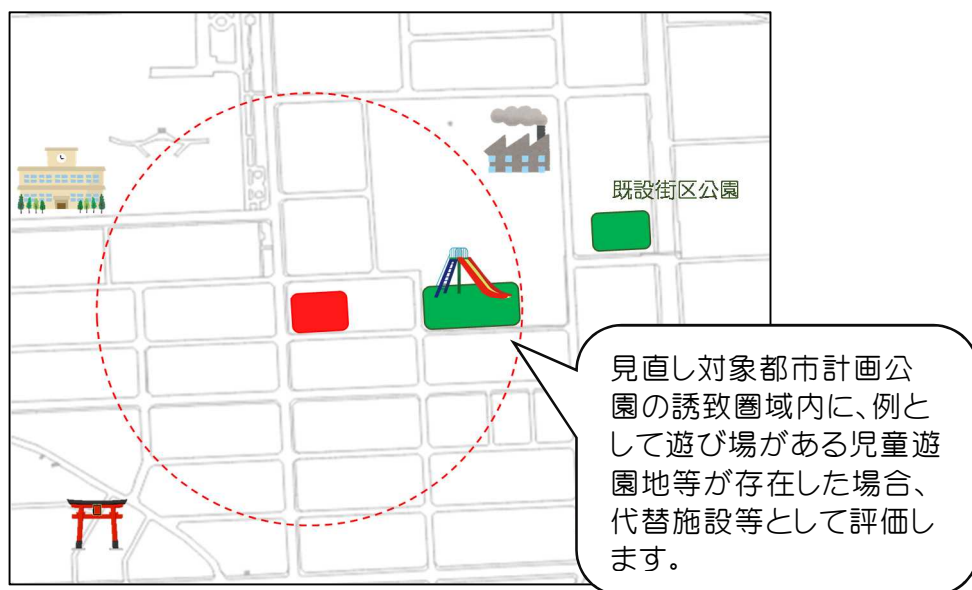 既設街区公園
見直し対象都市計画公
園の誘致圏域内に、例と
して遊び場がある児童遊
園地等が存在した場合、
代替施設等として評価し
ます。